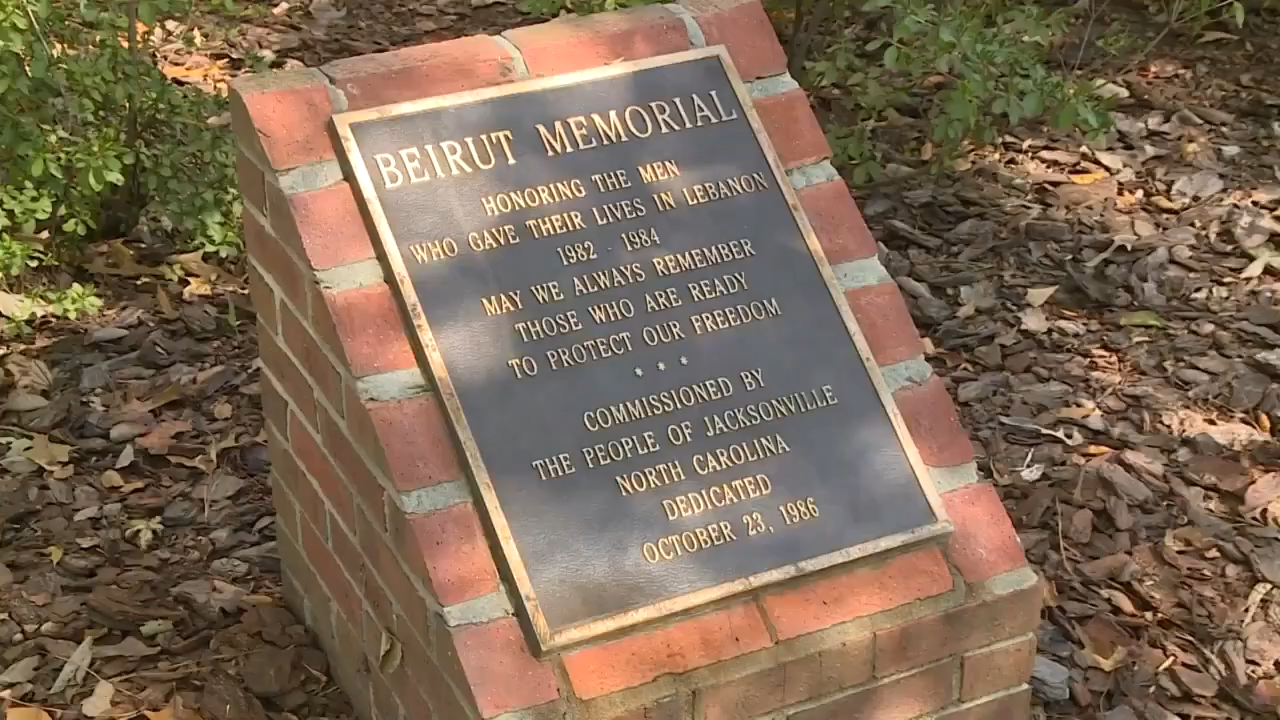 BEIRUT MEMORIAL
HONORING THE MEN
WHO GAVE THEIR LIVES IN LEBANON
1982 - 1984
MAY WE ALWAYS REMEMBER
THOSE WHO ARE READY
TO PROTECT OUR FREEDOM
* * *
COMMISSIONED BY
THE PEOPLE OF JACKSONVILLE
NORTH CAROLINA
DEDICATED
OCTOBER 23, 1986